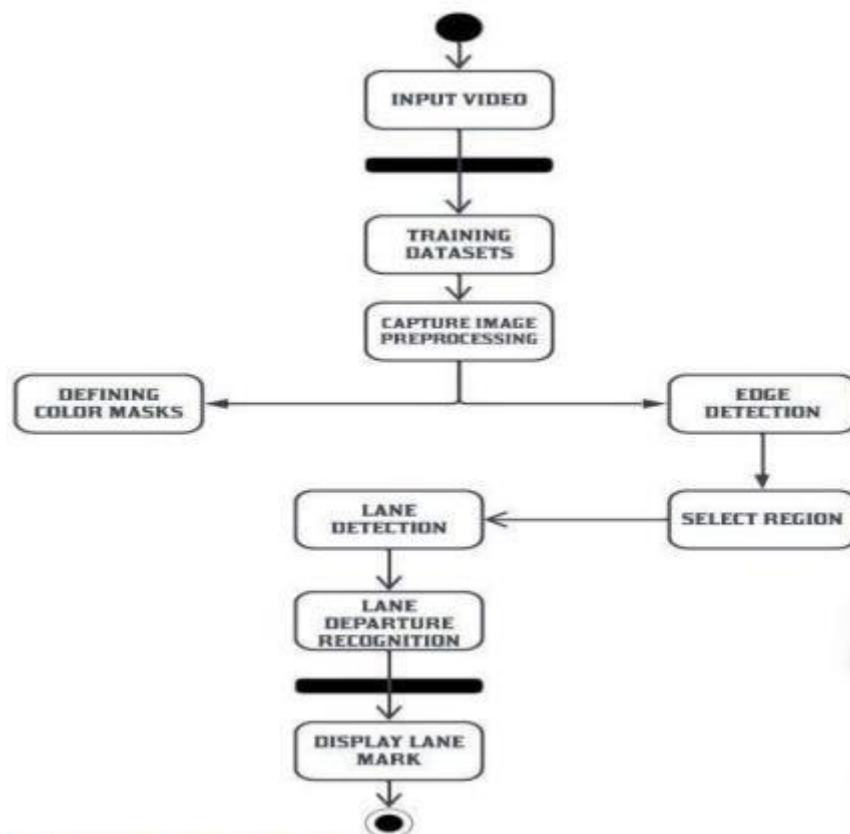 INPUT VIDEO
TRAINING
DATASETS
CAPTURE IMAGE
PREPROCESSING
DEFINING
COLOR MASKS
EDGE
DETECTION
LANE
DETECTION
SELECT REGION
LANE
DEPARTURE
RECOGNITION
DISPLAY LANE
MARK